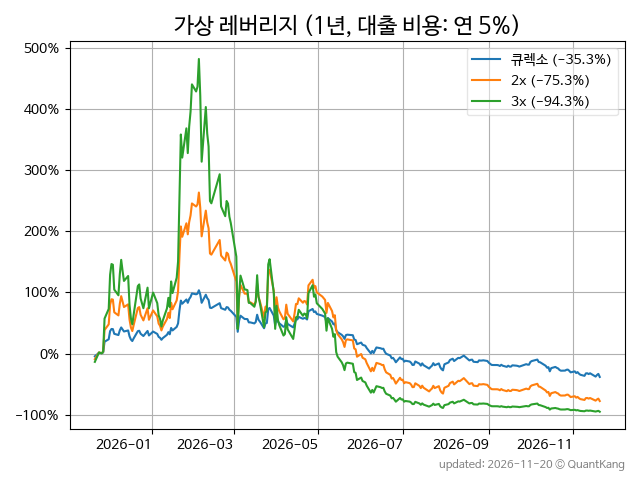 가상 레버리지 (1년, 대출 비용: 연 5%)
500%
400%
300%
200%
100%
0%
−100%
큐렉소 (-35.3%)
2x (-75.3%)
3x (-94.3%)
2026-01
2026-03
2026-05
2026-07
2026-09
2026-11
updated: 2026-11-20 © QuantKang